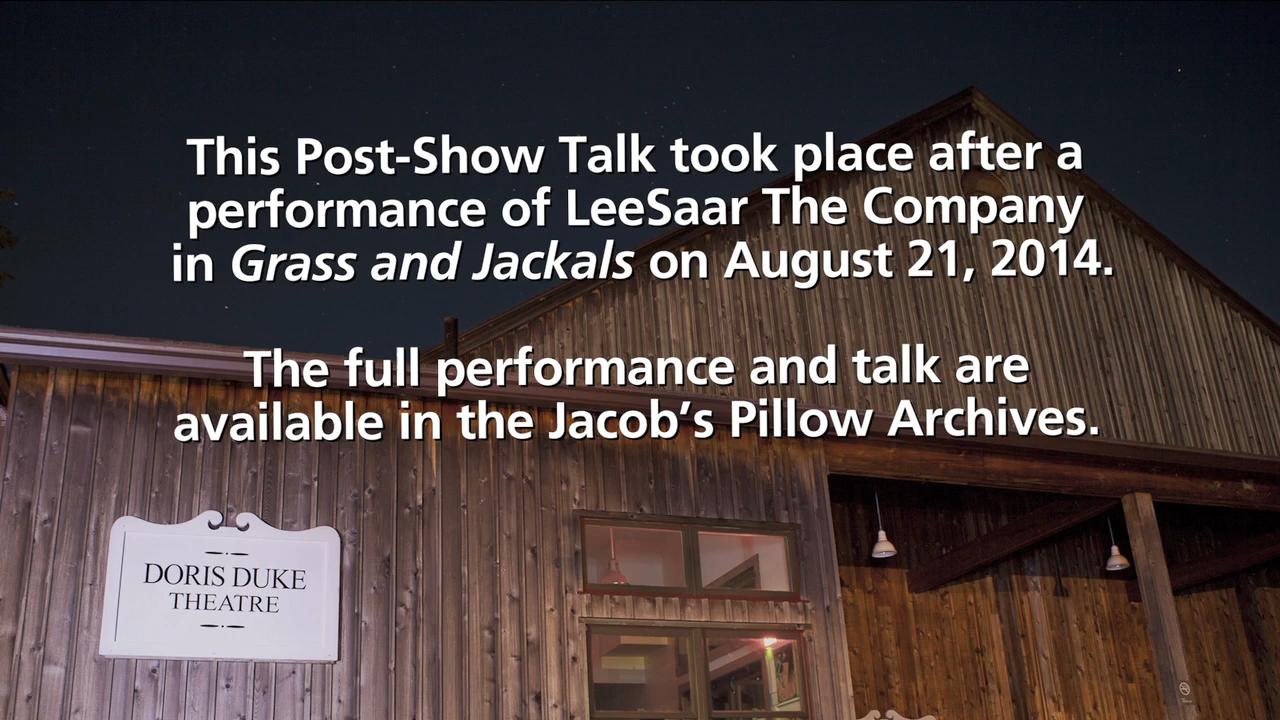 This Post-Show Talk took place after a
performance of LeeSaar The Company
in Grass and Jackals on August 21, 2014.
The full performance and talk are
available in the Jacob's Pillow Archives.
DORIS DUKE
THEATRE